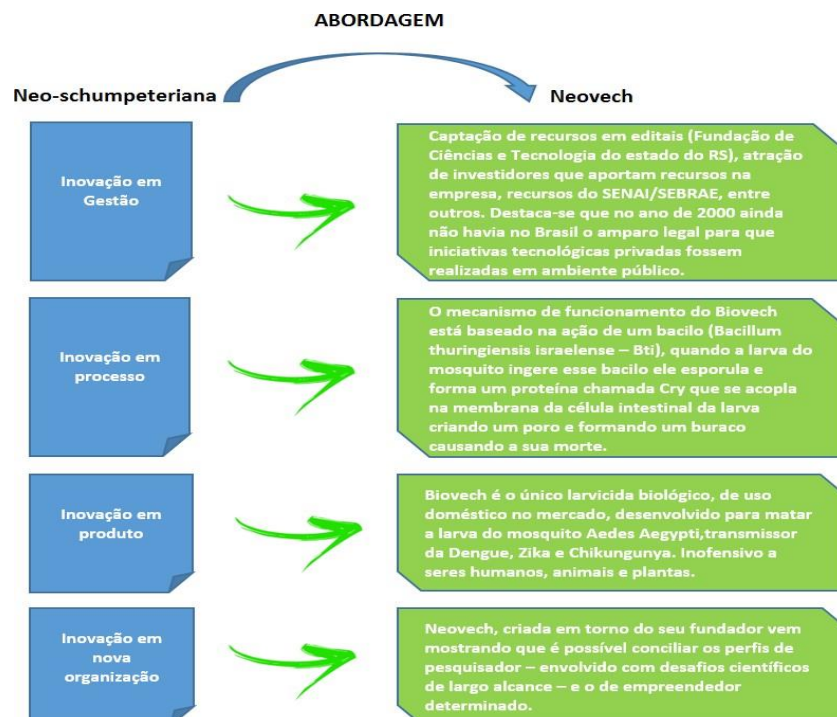 ABORDAGEM
Neo-schumpeteriana
Neovech
Inovação em
Gestão
Captação de recursos em editais (Fundação de
Ciências e Tecnologia do estado do RS), atração
de investidores que aportam recursos na
empresa, recursos do SENAI/SEBRAE, entre
outros. Destaca-se que no ano de 2000 ainda
não havia no Brasil o amparo legal para que
iniciativas tecnológicas privadas fossem
realizadas em ambiente público.
Inovação em
processo
O mecanismo de funcionamento do Biovech
está baseado na ação de um bacilo (Bacillum
thuringiensis israelense – Bti), quando a larva do
mosquito ingere esse bacilo ele esporula e
forma um proteína chamada Cry que se acopla
na membrana da célula intestinal da larva
criando um poro e formando um buraco
causando a sua morte.
Inovação em
produto
Biovech é o único larvicida biológico, de uso
doméstico no mercado, desenvolvido para matar
a larva do mosquito Aedes Aegypti,transmissor
da Dengue, Zika e Chikungunya. Inofensivo a
seres humanos, animais e plantas.
Inovação em
nova
organização
Neovech, criada em torno do seu fundador vem
mostrando que é possível conciliar os perfis de
pesquisador – envolvido com desafios científicos
de largo alcance – e o de empreendedor
determinado.